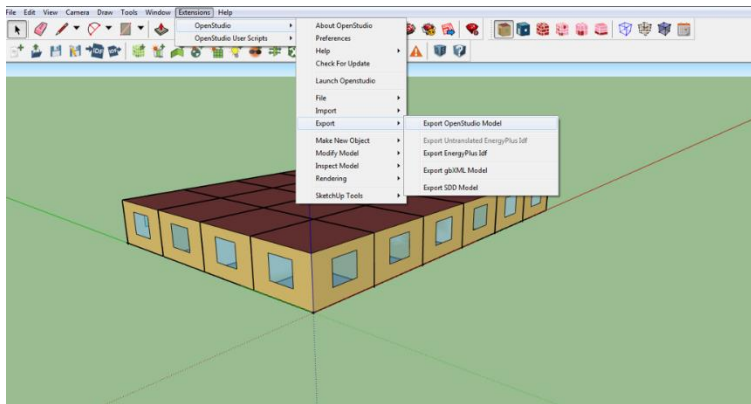 File Edit View Camera Draw Tools Window Extensions Help
OpenStudio
OpenStudio User Scripts
About OpenStudio
Preferences
Help
Check For Update
Launch Openstudio
File
Import
Export
Make New Object
Modify Model
Inspect Model
Rendering
SketchUp Tools
Export OpenStudio Model
Export Untranslated EnergyPlus Idf
Export EnergyPlus Idf
Export gbXML Model
Export SDD Model